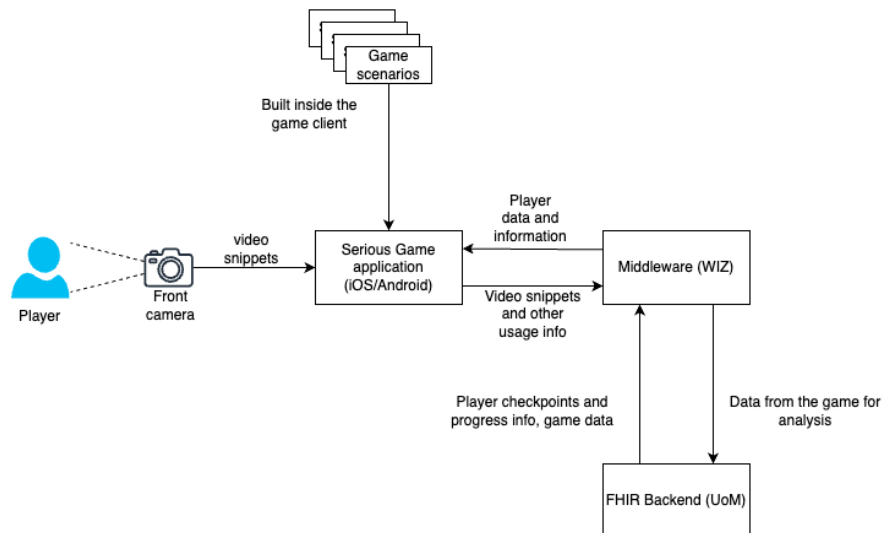 Game
scenarios
Built inside the
game client
Player
data and
information
video
snippets
Serious Game
application
(iOS/Android)
Middleware (WIZ)
Front
camera
Player
Video snippets
and other
usage info
Player checkpoints and
progress info, game data
Data from the game for
analysis
FHIR Backend (UoM)